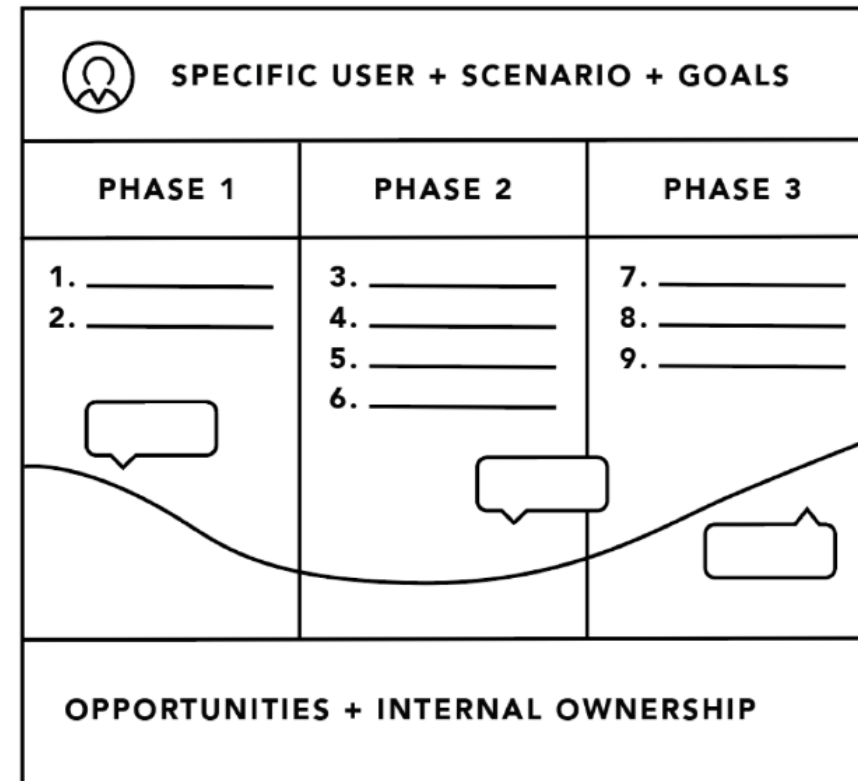 SPECIFIC USER + SCENARIO + GOALS
PHASE 1
PHASE 2
PHASE 3
1.
2.
3.
4.
5.
6.
7.
8.
9.
OPPORTUNITIES + INTERNAL OWNERSHIP